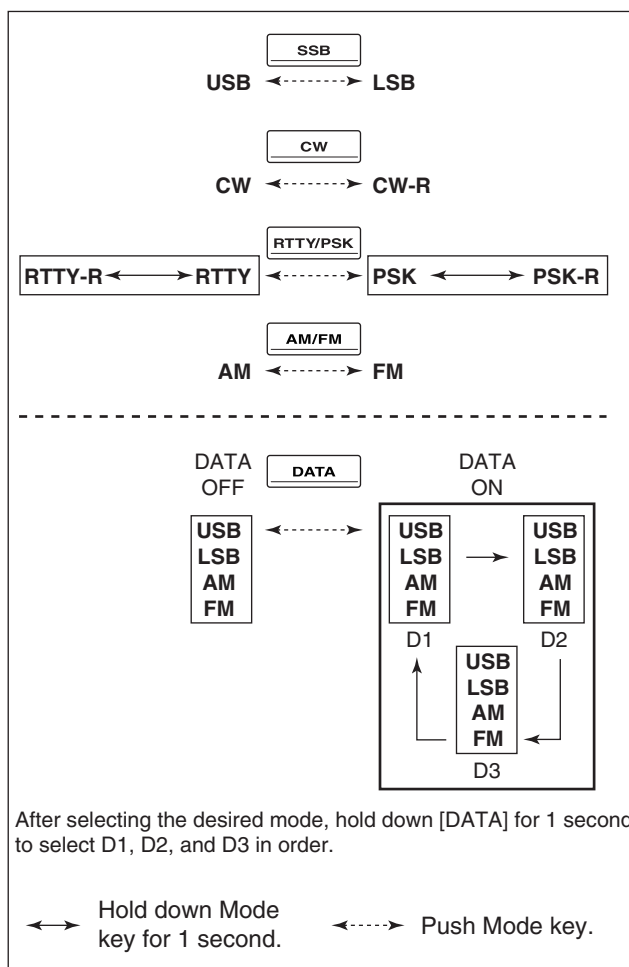 SSB
USB LSB
CW
CW CW-R
RTTY/PSK
RTTY-R RTTY PSK PSK-R
AM/FM
AM FM
DATA OFF DATA DATA ON
USB LSB AM FM
USB LSB AM FM
D1
USB LSB AM FM
D2
USB LSB AM FM
D3
After selecting the desired mode, hold down [DATA] for 1 second
to select D1, D2, and D3 in order.
Hold down Mode
key for 1 second.
Push Mode key.